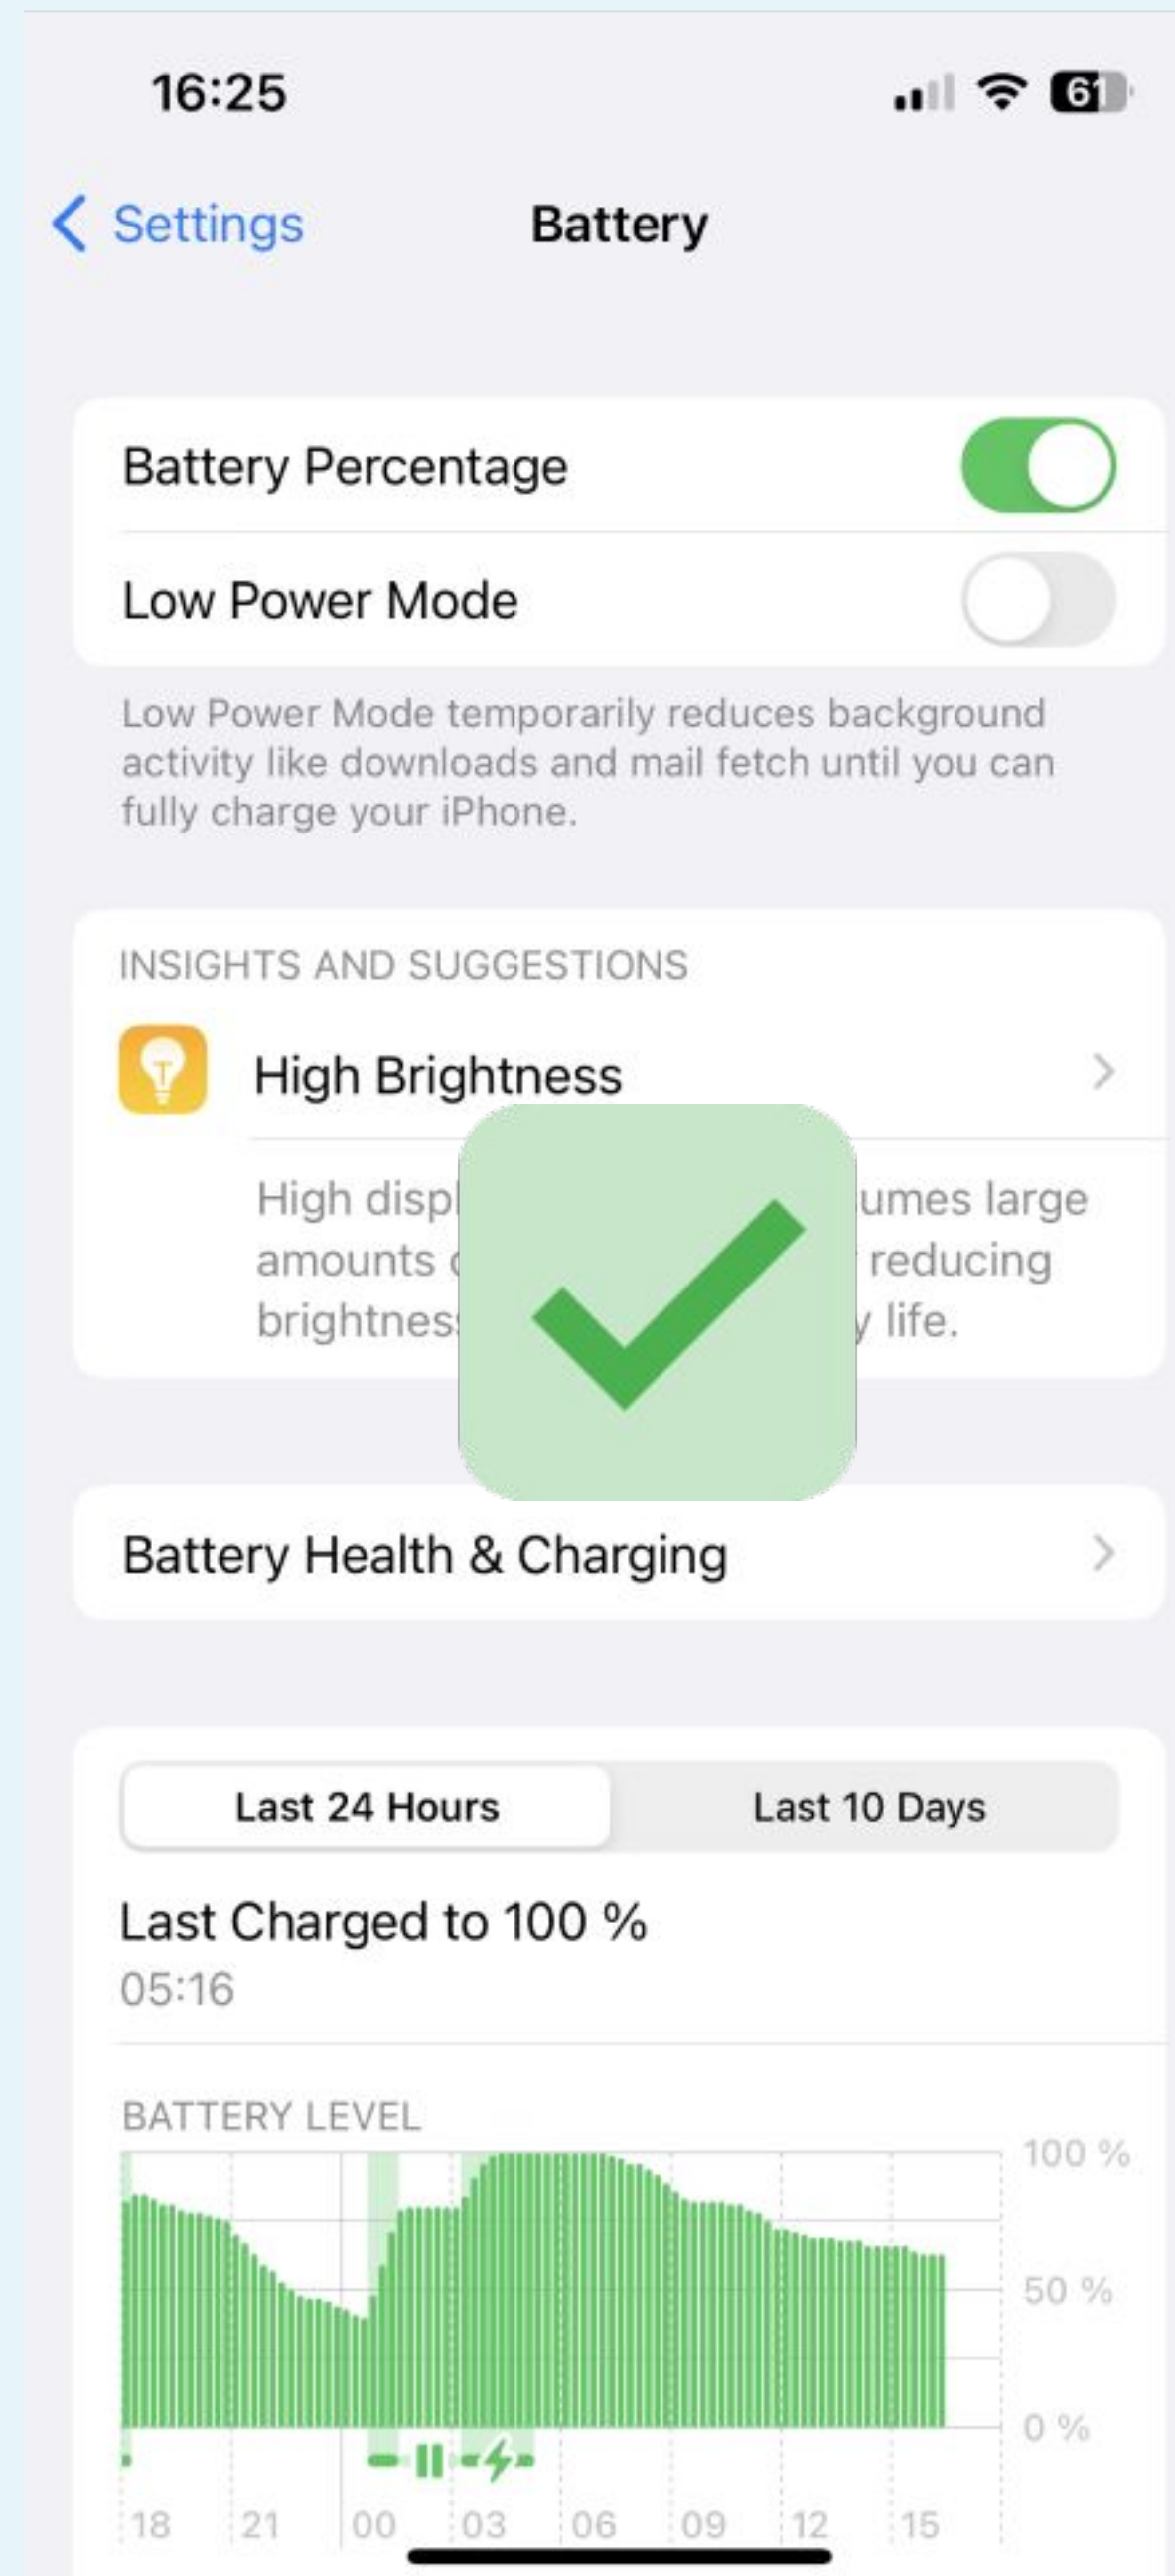 16:25
61
Settings
Battery
Battery Percentage
Low Power Mode
Low Power Mode temporarily reduces background
activity like downloads and mail fetch until you can
fully charge your iPhone.
INSIGHTS AND SUGGESTIONS
High Brightness
High large
amounts reducing
life.
Battery Health & Charging
Last 24 Hours
Last 10 Days
Last Charged to 100 %
05:16
BATTERY LEVEL
100 %
50 %
0 %
18 21 00 03 06 09 12 15